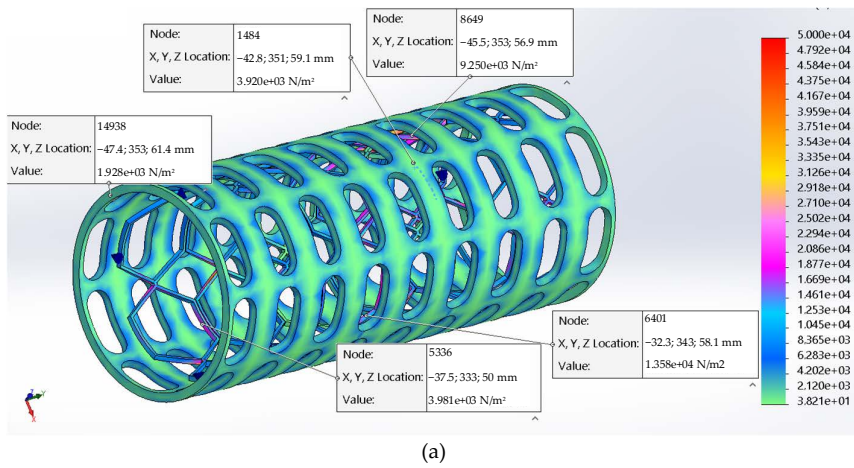 Node: 1484
X, Y, Z Location: −42.8; 351; 59.1 mm
Value: 3.920e+03 N/m²
Node: 8649
X, Y, Z Location: −45.5; 353; 56.9 mm
Value: 9.250e+03 N/m²
Node: 14938
X, Y, Z Location: −47.4; 353; 61.4 mm
Value: 1.928e+03 N/m²
Node: 5336
X, Y, Z Location: −37.5; 333; 50 mm
Value: 3.981e+03 N/m²
Node: 6401
X, Y, Z Location: −32.3; 343; 58.1 mm
Value: 1.358e+04 N/m2
5.000e+04
4.792e+04
4.584e+04
4.375e+04
4.167e+04
3.959e+04
3.751e+04
3.543e+04
3.335e+04
3.126e+04
2.918e+04
2.710e+04
2.502e+04
2.294e+04
2.086e+04
1.877e+04
1.669e+04
1.461e+04
1.253e+04
1.045e+04
8.365e+03
6.283e+03
4.202e+03
2.120e+03
3.821e+01
Z
Y
X
(a)